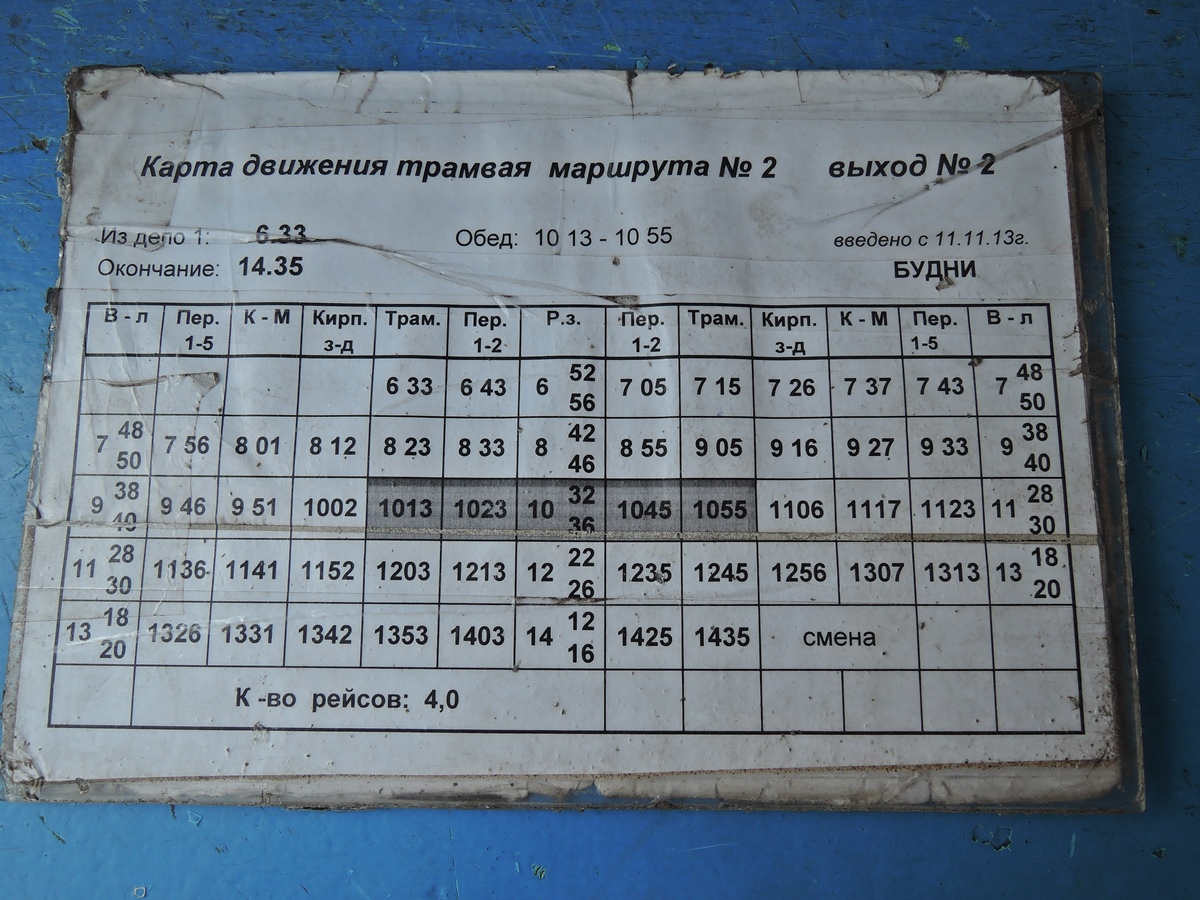 Карта движения трамвая маршрута № 2 выход № 2
Из депо 1: 6.33 Обед: 10 13 - 10 55 введено с 11.11.13г.
Окончание: 14.35 БУДНИ
В - л Пер. 1-5 К - М Кирп. з-д Трам. Пер. 1-2 Р.з. Пер. 1-2 Трам. Кирп. з-д К - М Пер. 1-5 В - л
6 33 6 43 6 52 56 7 05 7 15 7 26 7 37 7 43 7 48 50
7 48 50 7 56 8 01 8 12 8 23 8 33 8 42 46 8 55 9 05 9 16 9 27 9 33 9 38 40
9 38 40 9 46 9 51 1002 1013 1023 10 32 36 1045 1055 1106 1117 1123 11 28 30
11 28 30 1136 1141 1152 1203 1213 12 22 26 1235 1245 1256 1307 1313 13 18 20
13 18 20 1326 1331 1342 1353 1403 14 12 16 1425 1435 смена
К -во рейсов: 4,0